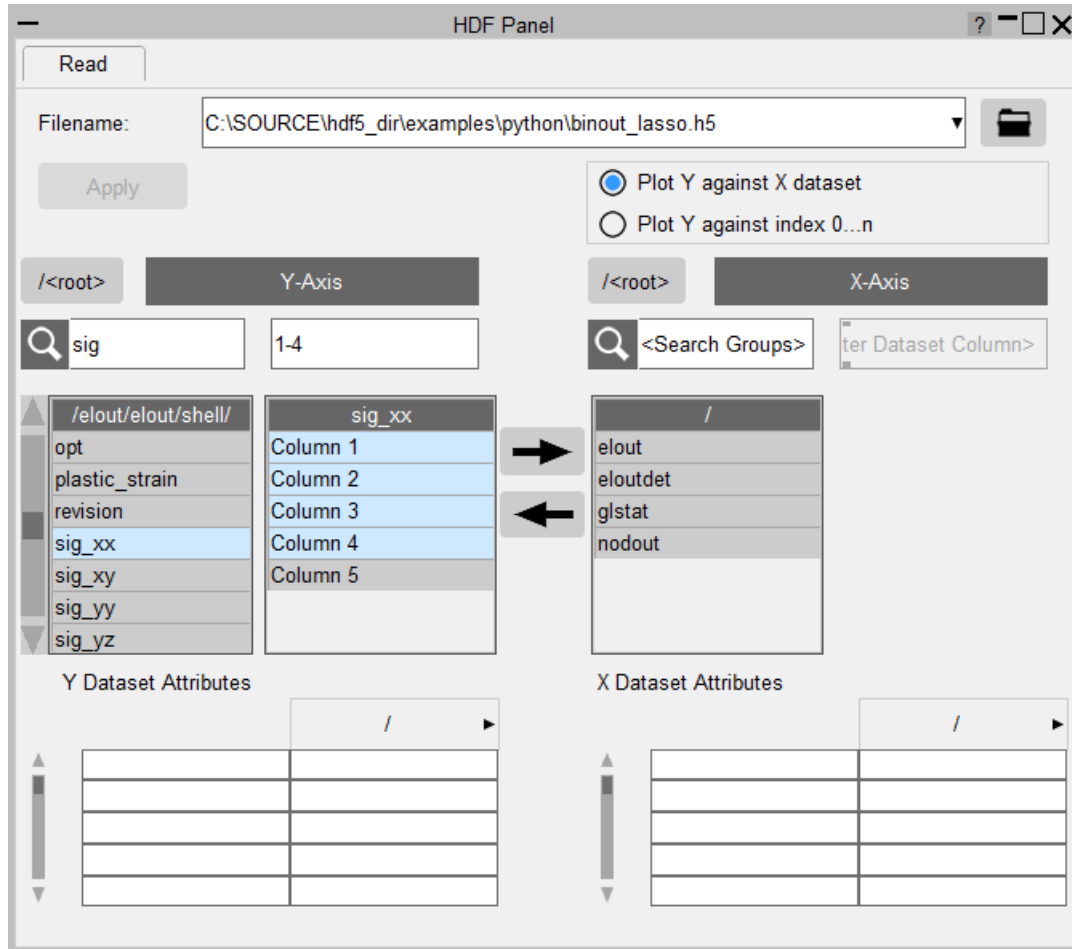 HDF Panel ?
Read
Filename: C:\SOURCE\hdf5_dir\examples\python\binout_lasso.h5
Apply
Plot Y against X dataset
Plot Y against index 0...n
/<root> Y-Axis /<root> X-Axis
sig 1-4 <Search Groups> ter Dataset Column>
/elout/elout/shell/ sig_xx /
opt Column 1 elout
plastic_strain Column 2 eloutdet
revision Column 3 glstat
sig_xx Column 4 nodout
sig_xy Column 5
sig_yy
sig_yz
Y Dataset Attributes X Dataset Attributes
/ /